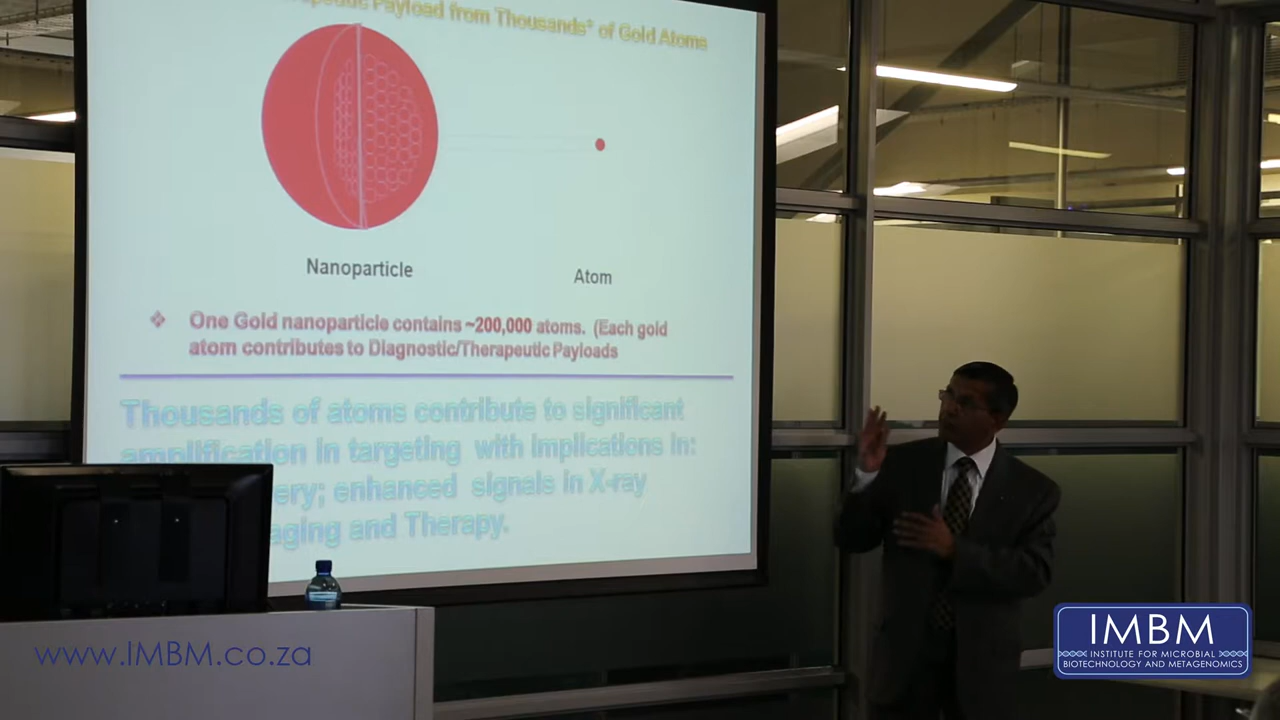 Payload from Thousands* of Gold Atoms
Nanoparticle
Atom
❖ One Gold nanoparticle contains ~200,000 atoms. (Each gold
atom contributes to Diagnostic/Therapeutic Payloads
Thousands of atoms contribute to significant
amplification in targeting with implications in:
ery; enhanced signals in X-ray
aging and Therapy.
www.IMBM.co.za
IMBM
INSTITUTE FOR MICROBIAL
BIOTECHNOLOGY AND METAGENOMICS